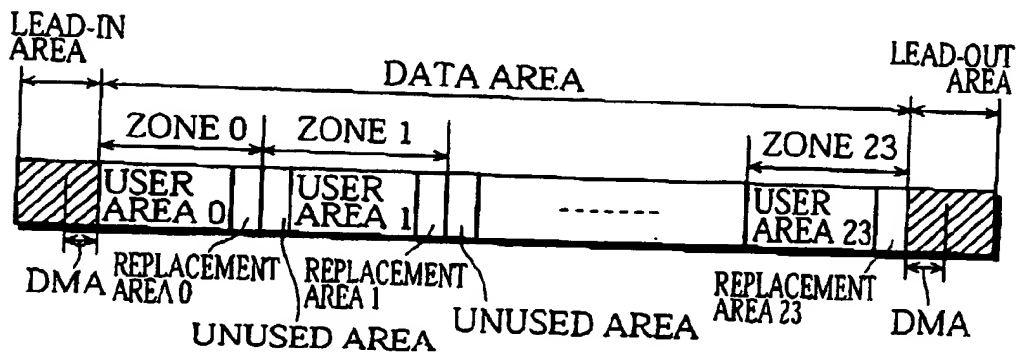 LEAD-IN
AREA
DATA AREA
LEAD-OUT
AREA
ZONE 0
ZONE 1
ZONE 23
USER
AREA 0
USER
AREA 1
USER
AREA 23
DMA
REPLACEMENT
AREA 0
REPLACEMENT
AREA 1
REPLACEMENT
AREA 23
DMA
UNUSED AREA
UNUSED AREA